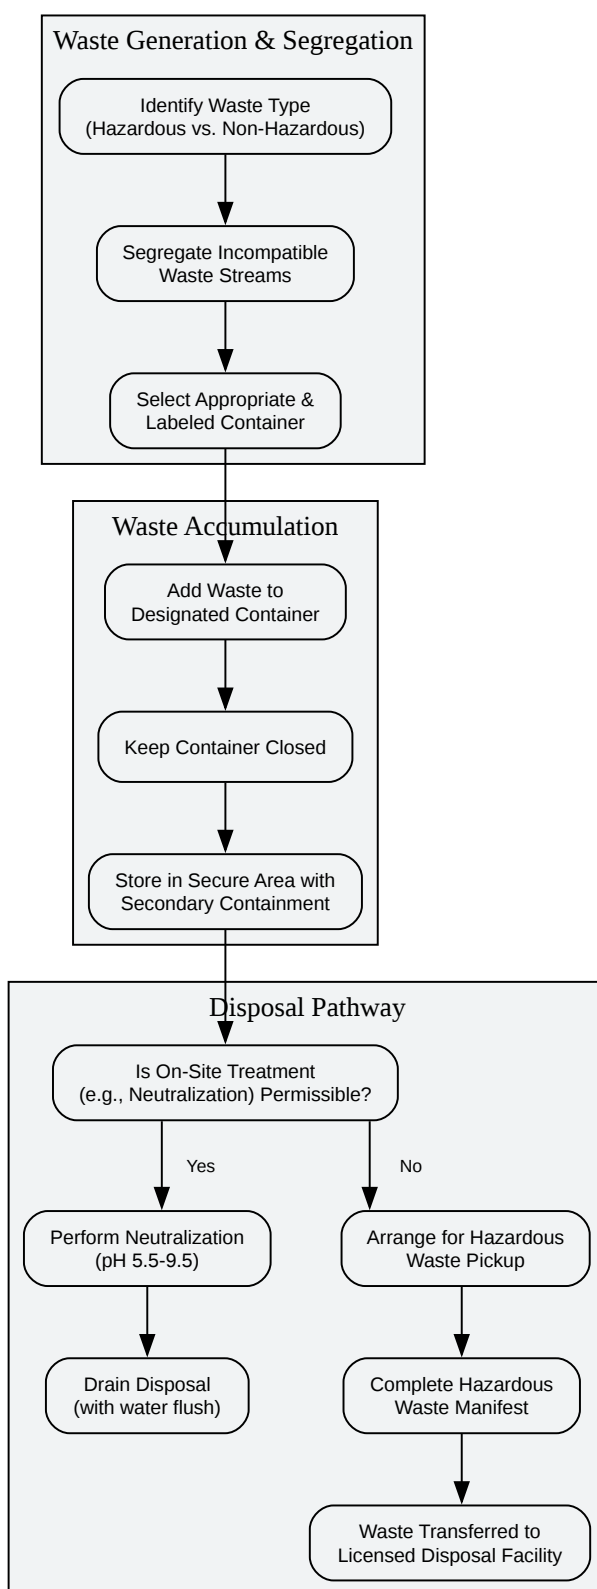 Waste Generation & Segregation
Identify Waste Type
(Hazardous vs. Non-Hazardous)
Segregate Incompatible
Waste Streams
Select Appropriate &
Labeled Container
Waste Accumulation
Add Waste to
Designated Container
Keep Container Closed
Store in Secure Area with
Secondary Containment
Disposal Pathway
Is On-Site Treatment
(e.g., Neutralization) Permissible?
Yes
No
Perform Neutralization
(pH 5.5-9.5)
Arrange for Hazardous
Waste Pickup
Drain Disposal
(with water flush)
Complete Hazardous
Waste Manifest
Waste Transferred to
Licensed Disposal Facility